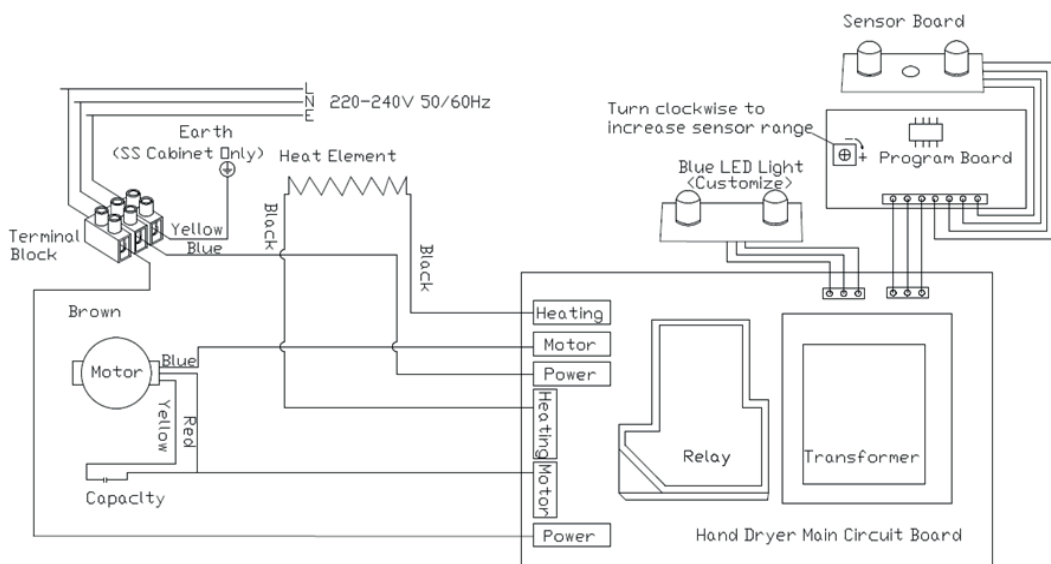 Sensor Board
L
N 220-240V 50/60Hz
E
Turn clockwise to
increase sensor range
- +
Program Board
Earth
(SS Cabinet Only)
Heat Element
Blue LED Light
<Customize>
Terminal
Block
Yellow
Blue
Black
Black
Brown
Heating
Motor
Power
Heating
Motor
Power
Motor
Blue
Yellow
Red
Capacity
Relay
Transformer
Hand Dryer Main Circuit Board